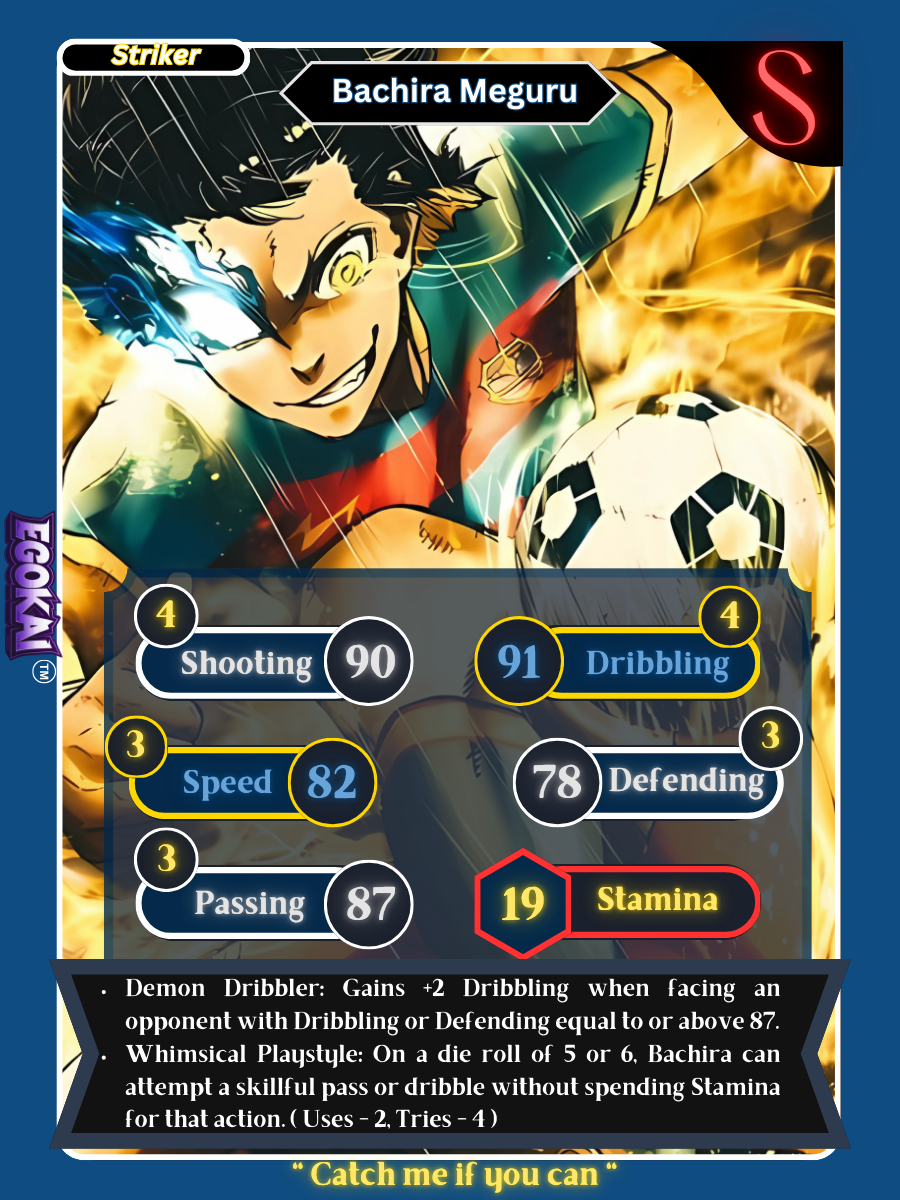 Striker
Bachira Meguru
S
EGOKAI
TM
4
4
Shooting 90
91 Dribbling
3
3
Speed 82
78 Defending
3
Passing 87
19 Stamina
• Demon Dribbler: Gains +2 Dribbling when facing an
opponent with Dribbling or Defending equal to or above 87.
• Whimsical Playstyle: On a die roll of 5 or 6, Bachira can
attempt a skillful pass or dribble without spending Stamina
for that action. ( Uses - 2, Tries - 4 )
“ Catch me if you can “